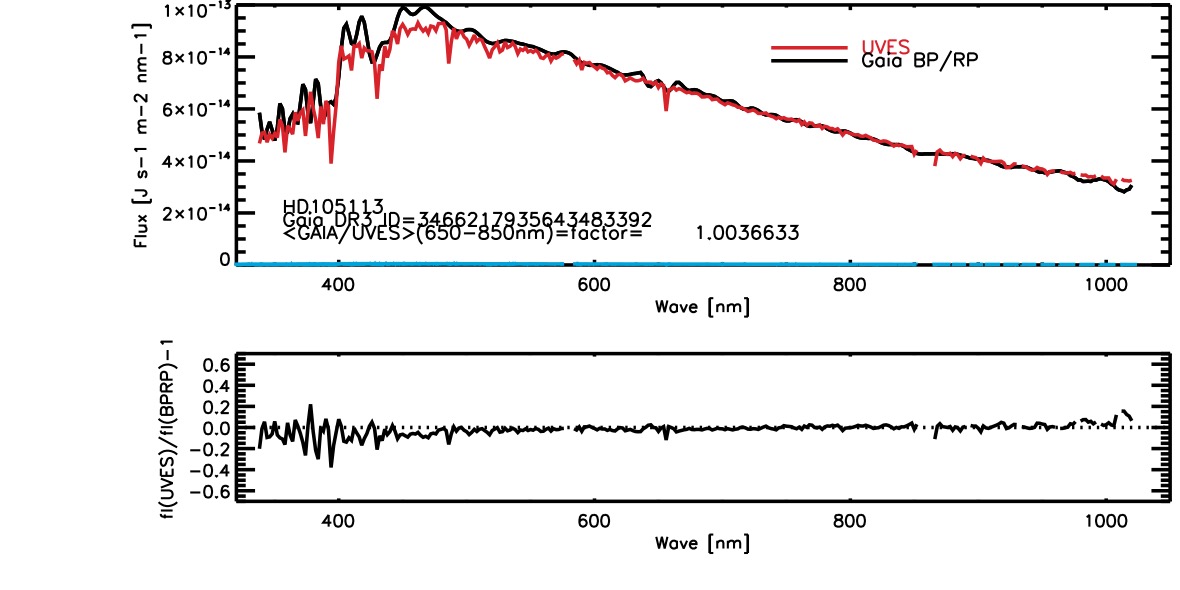 1×10−13
8×10−14
6×10−14
4×10−14
2×10−14
0
Flux [J s−1 m−2 nm−1]
UVES
Gaia BP/RP
HD105113
Gaia DR3 ID=3466217935643483392
<GAIA/UVES>(650−850nm)=factor= 1.0036633
400 600 800 1000
Wave [nm]
0.6
0.4
0.2
0.0
−0.2
−0.4
−0.6
fl(UVES)/fl(BPRP)−1
400 600 800 1000
Wave [nm]